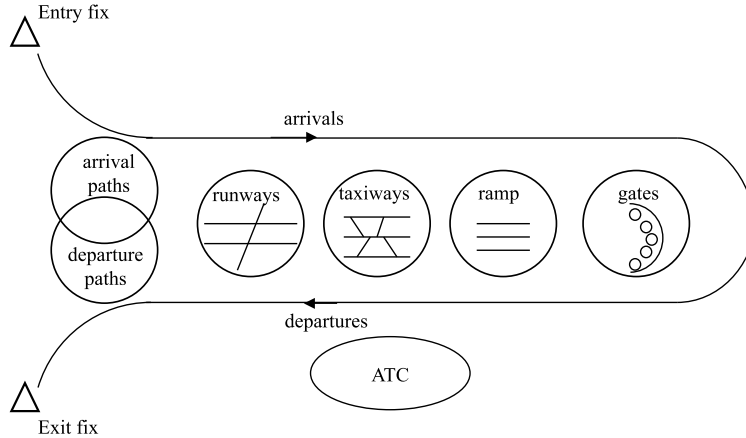 Entry fix
arrivals
arrival
paths
runways
taxiways
ramp
gates
departure
paths
departures
ATC
Exit fix